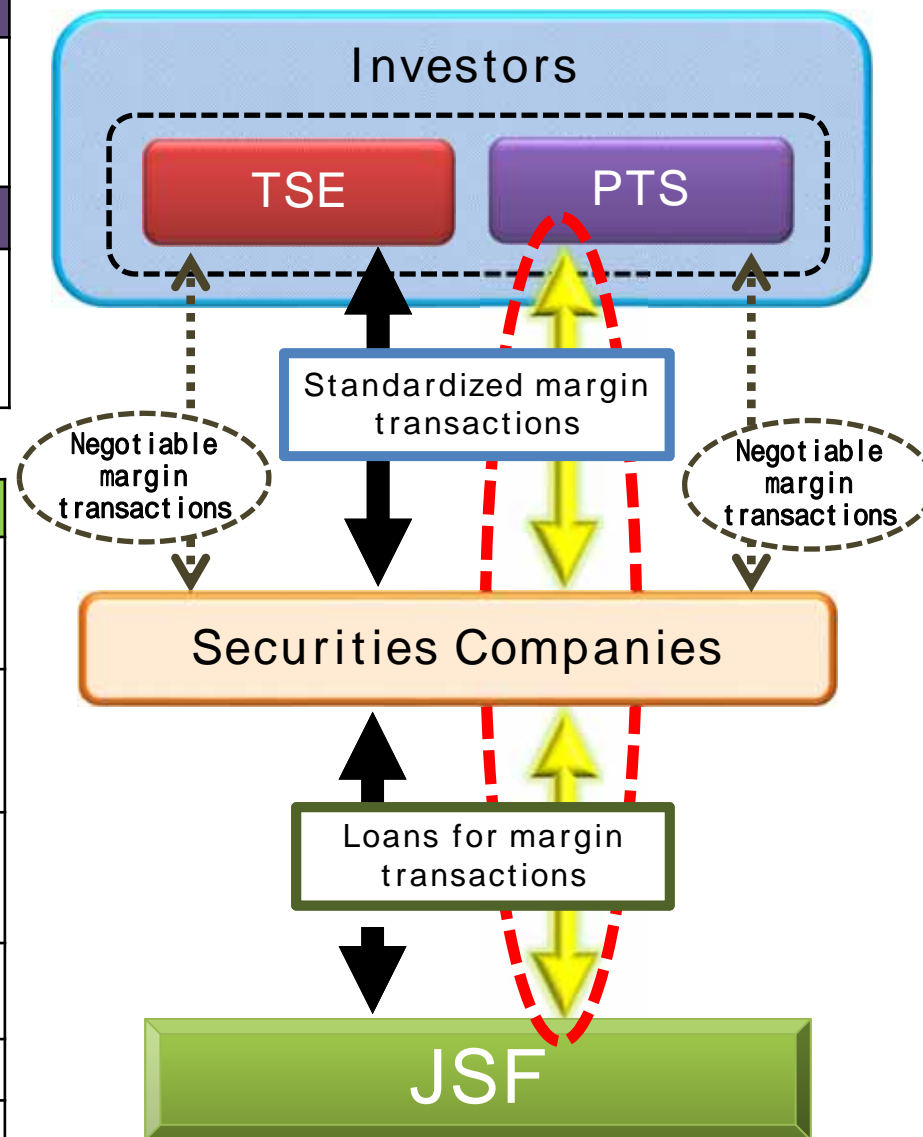 Investors
TSE
PTS
Standardized margin
transactions
Negotiable
margin
transactions
Negotiable
margin
transactions
Securities Companies
Loans for margin
transactions
JSF